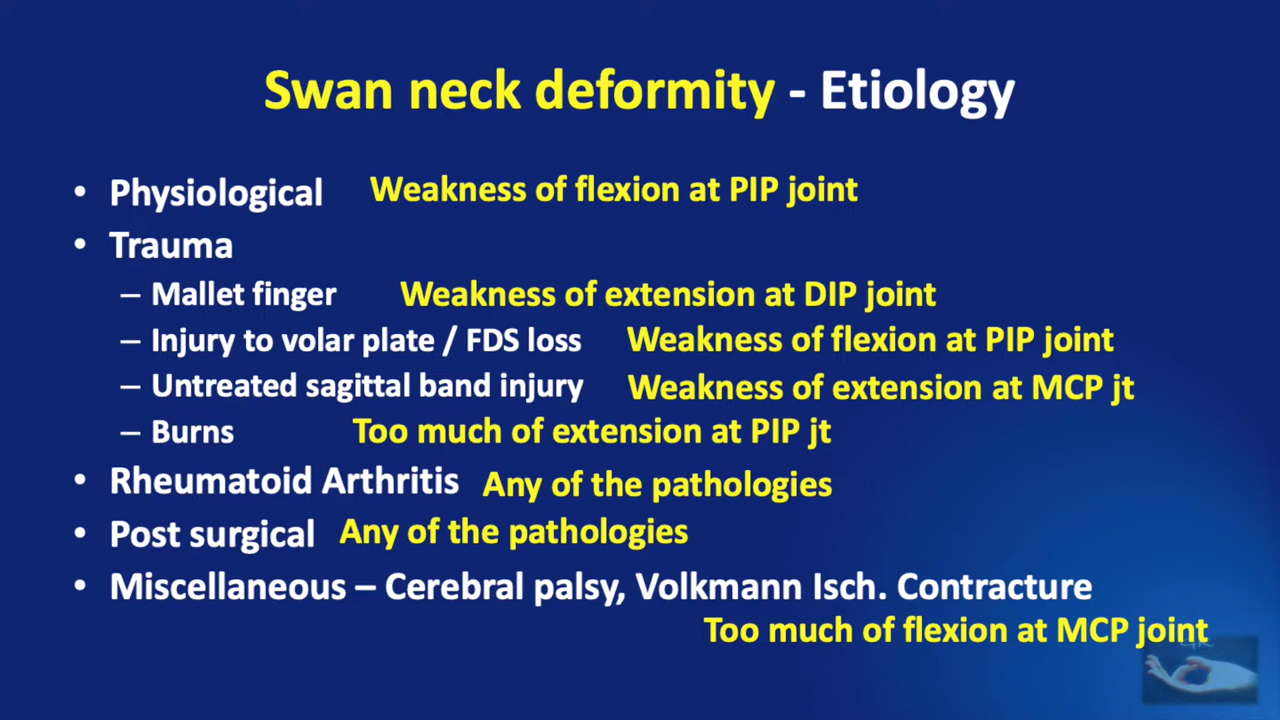 Swan neck deformity - Etiology
• Physiological Weakness of flexion at PIP joint
• Trauma
– Mallet finger Weakness of extension at DIP joint
– Injury to volar plate / FDS loss Weakness of flexion at PIP joint
– Untreated sagittal band injury Weakness of extension at MCP jt
– Burns Too much of extension at PIP jt
• Rheumatoid Arthritis Any of the pathologies
• Post surgical Any of the pathologies
• Miscellaneous – Cerebral palsy, Volkmann Isch. Contracture
Too much of flexion at MCP joint